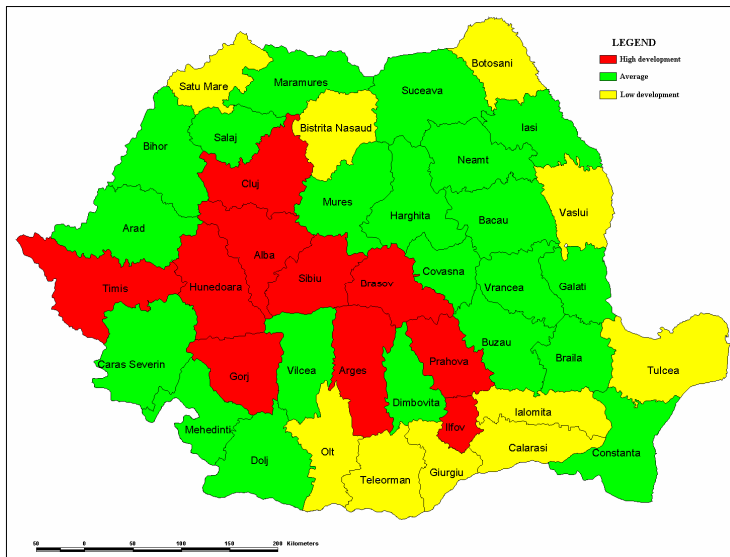 LEGEND
High development
Average
Low development
Botosani
Satu Mare
Maramures
Suceava
Bistrita Nasaud
Iasi
Salaj
Bihor
Neamt
Cluj
Mures
Vaslui
Harghita
Bacau
Arad
Alba
Covasna
Sibiu
Brasov
Timis
Hunedoara
Vrancea
Galati
Buzau
Braila
Caras Severin
Gorj
Vilcea
Arges
Prahova
Tulcea
Dimbovita
Ialomita
Mehedinti
Ilfov
Olt
Calarasi
Constanta
Dolj
Teleorman
Giurgiu
50 0 50 100 150 200 Kilometers